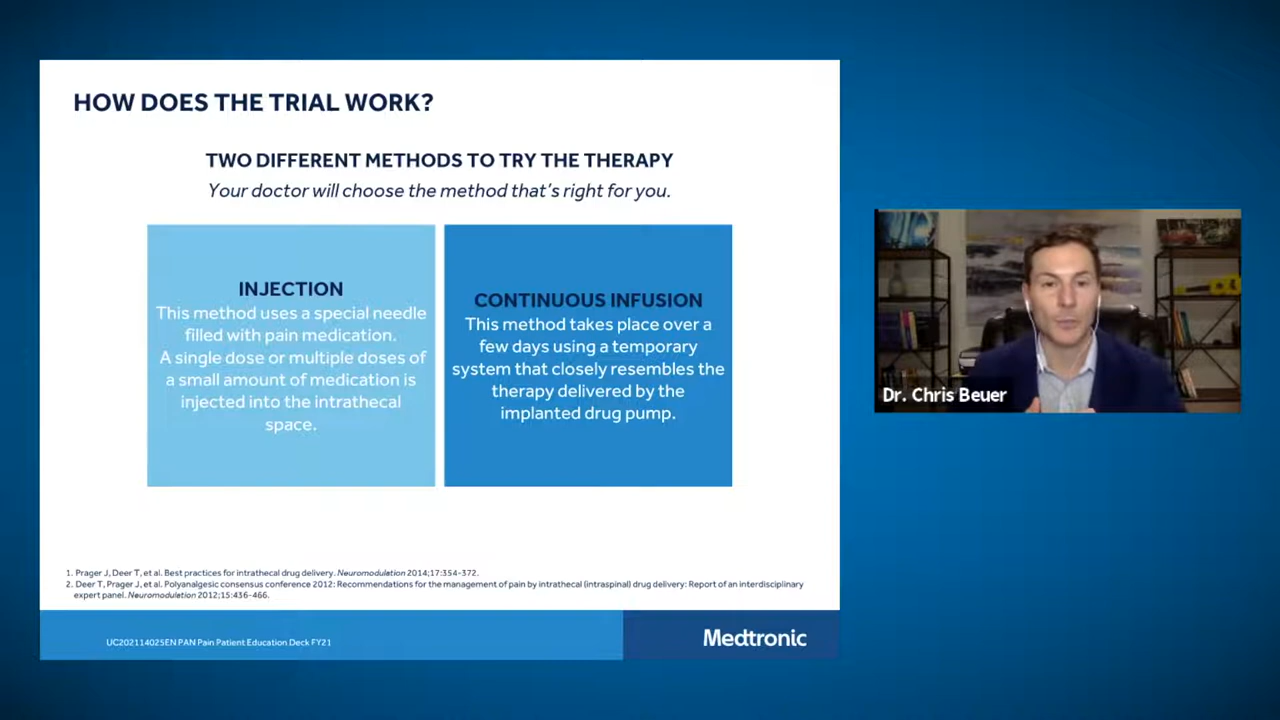 HOW DOES THE TRIAL WORK?
TWO DIFFERENT METHODS TO TRY THE THERAPY
Your doctor will choose the method that's right for you.
INJECTION
This method uses a special needle
filled with pain medication.
A single dose or multiple doses of
a small amount of medication is
injected into the intrathecal
space.
CONTINUOUS INFUSION
This method takes place over a
few days using a temporary
system that closely resembles the
therapy delivered by the
implanted drug pump.
1. Prager J, Deer T, et al. Best practices for intrathecal drug delivery. Neuromodulation 2014;17:354-372.
2. Deer T, Prager J, et al. Polyanalgesic consensus conference 2012: Recommendations for the management of pain by intrathecal (intraspinal) drug delivery: Report of an interdisciplinary
expert panel. Neuromodulation 2012;15:436-466.
UC202114025EN PAN Pain Patient Education Deck FY21
Medtronic
Dr. Chris Beuer